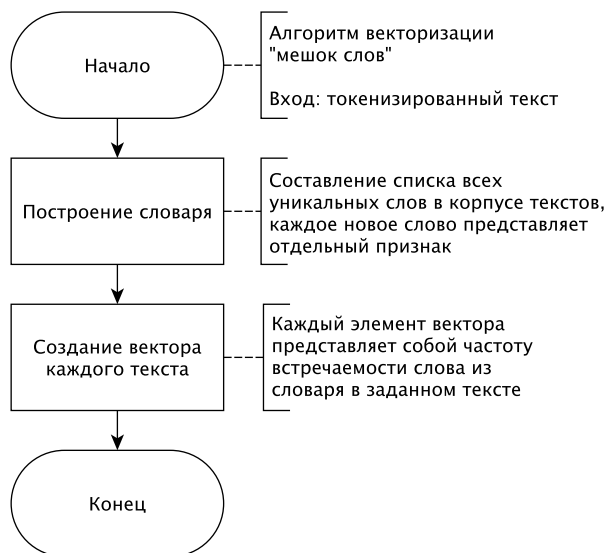 Начало
Алгоритм векторизации
"мешок слов"
Вход: токенизированный текст
Построение словаря
Составление списка всех
уникальных слов в корпусе текстов,
каждое новое слово представляет
отдельный признак
Создание вектора
каждого текста
Каждый элемент вектора
представляет собой частоту
встречаемости слова из
словаря в заданном тексте
Конец